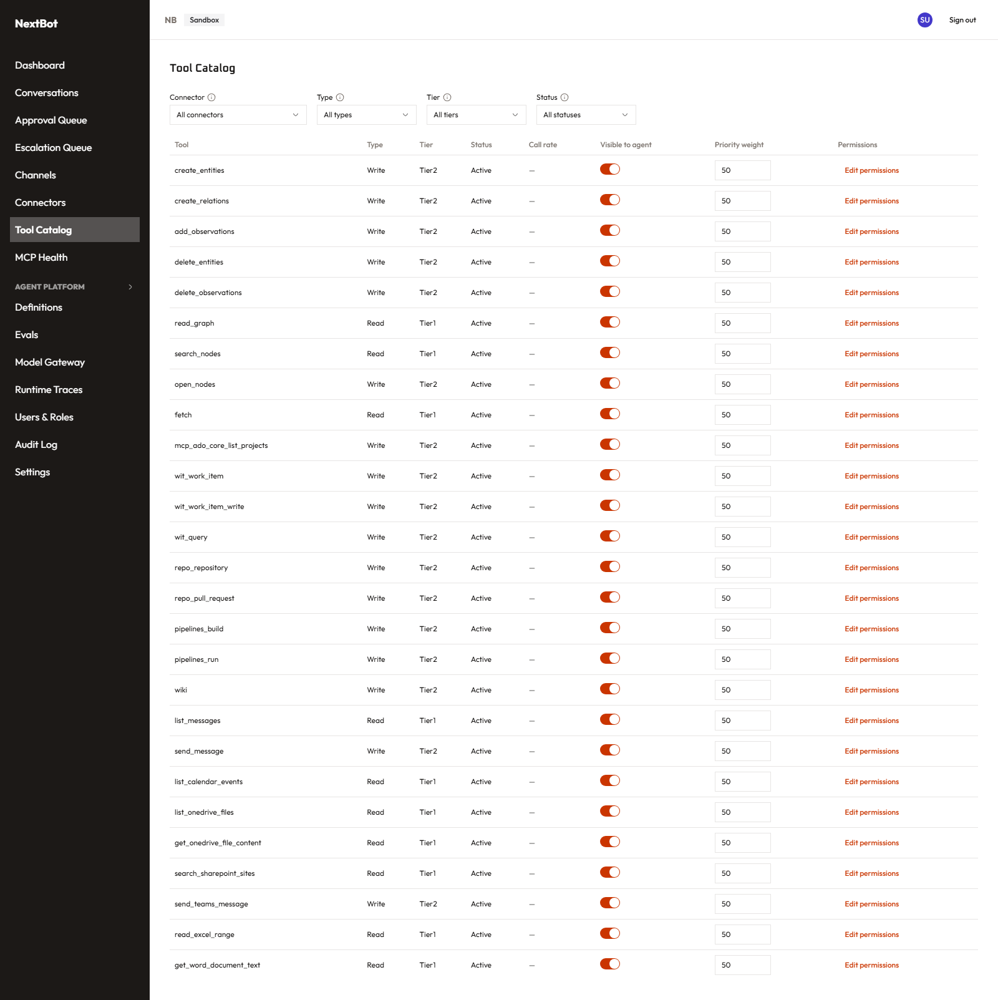 NextBot
Dashboard
Conversations
Approval Queue
Escalation Queue
Channels
Connectors
Tool Catalog
MCP Health
AGENT PLATFORM
Definitions
Evals
Model Gateway
Runtime Traces
Users & Roles
Audit Log
Settings
NB Sandbox SU Sign out
Tool Catalog
Connector Type Tier Status
All connectors All types All tiers All statuses
Tool Type Tier Status Call rate Visible to agent Priority weight Permissions
create_entities Write Tier2 Active — 50 Edit permissions
create_relations Write Tier2 Active — 50 Edit permissions
add_observations Write Tier2 Active — 50 Edit permissions
delete_entities Write Tier2 Active — 50 Edit permissions
delete_observations Write Tier2 Active — 50 Edit permissions
read_graph Read Tier1 Active — 50 Edit permissions
search_nodes Read Tier1 Active — 50 Edit permissions
open_nodes Write Tier2 Active — 50 Edit permissions
fetch Read Tier1 Active — 50 Edit permissions
mcp_ado_core_list_projects Write Tier2 Active — 50 Edit permissions
wit_work_item Write Tier2 Active — 50 Edit permissions
wit_work_item_write Write Tier2 Active — 50 Edit permissions
wit_query Write Tier2 Active — 50 Edit permissions
repo_repository Write Tier2 Active — 50 Edit permissions
repo_pull_request Write Tier2 Active — 50 Edit permissions
pipelines_build Write Tier2 Active — 50 Edit permissions
pipelines_run Write Tier2 Active — 50 Edit permissions
wiki Write Tier2 Active — 50 Edit permissions
list_messages Read Tier1 Active — 50 Edit permissions
send_message Write Tier2 Active — 50 Edit permissions
list_calendar_events Read Tier1 Active — 50 Edit permissions
list_onedrive_files Read Tier1 Active — 50 Edit permissions
get_onedrive_file_content Read Tier1 Active — 50 Edit permissions
search_sharepoint_sites Read Tier1 Active — 50 Edit permissions
send_teams_message Write Tier2 Active — 50 Edit permissions
read_excel_range Read Tier1 Active — 50 Edit permissions
get_word_document_text Read Tier1 Active — 50 Edit permissions